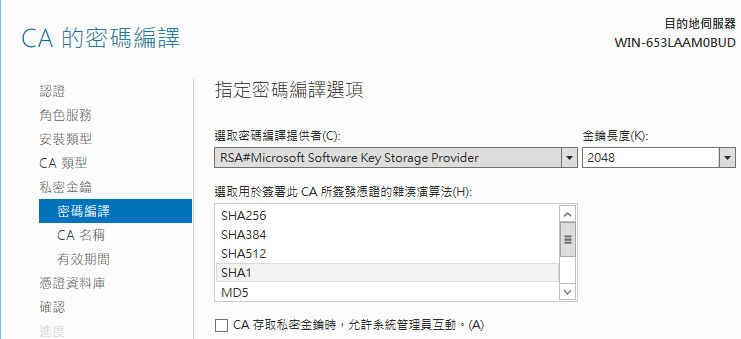 CA 的密碼編譯
目的地伺服器
WIN-653LAAM0BUD
認證
角色服務
安裝類型
CA 類型
私密金鑰
密碼編譯
CA 名稱
有效期間
憑證資料庫
確認
進度
指定密碼編譯選項
選取密碼編譯提供者(C):
金鑰長度(K):
RSA#Microsoft Software Key Storage Provider
2048
選取用於簽署此 CA 所簽發憑證的雜湊演算法(H):
SHA256
SHA384
SHA512
SHA1
MD5
CA 存取私密金鑰時，允許系統管理員互動。(A)